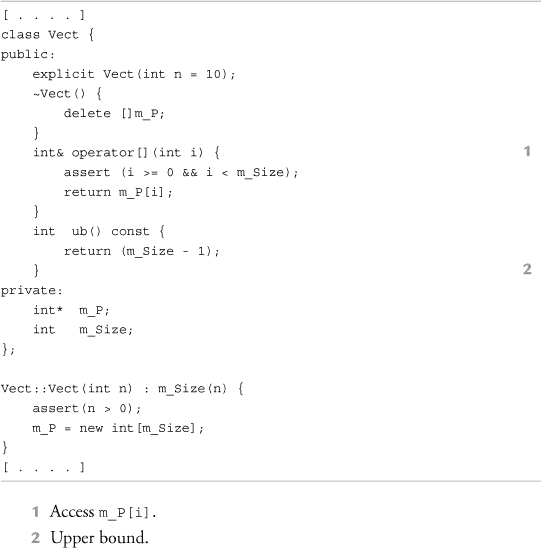 [ . . . . ]
class Vect {
public:
    explicit Vect(int n = 10);
    ~Vect() {
        delete []m_P;
    }
    int& operator[](int i) { 1
        assert (i >= 0 && i < m_Size);
        return m_P[i];
    }
    int  ub() const {
        return (m_Size - 1);
    } 2
private:
    int*  m_P;
    int   m_Size;
};

Vect::Vect(int n) : m_Size(n) {
    assert(n > 0);
    m_P = new int[m_Size];
}
[ . . . . ]
1 Access m_P[i].
2 Upper bound.